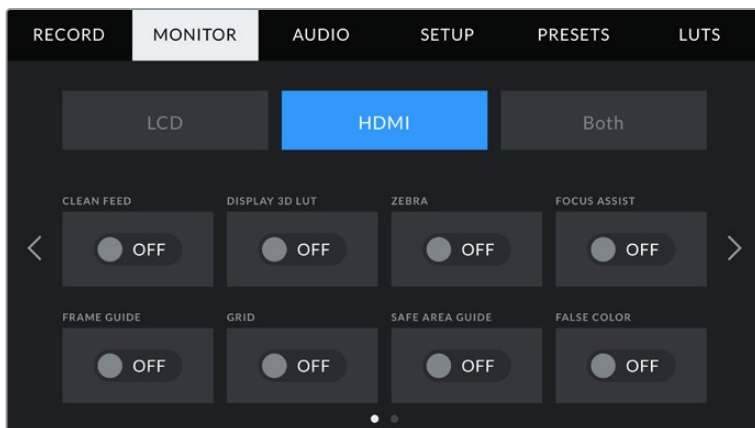 RECORD MONITOR AUDIO SETUP PRESETS LUTS
LCD HDMI Both
CLEAN FEED DISPLAY 3D LUT ZEBRA FOCUS ASSIST
OFF OFF OFF OFF
FRAME GUIDE GRID SAFE AREA GUIDE FALSE COLOR
OFF OFF OFF OFF